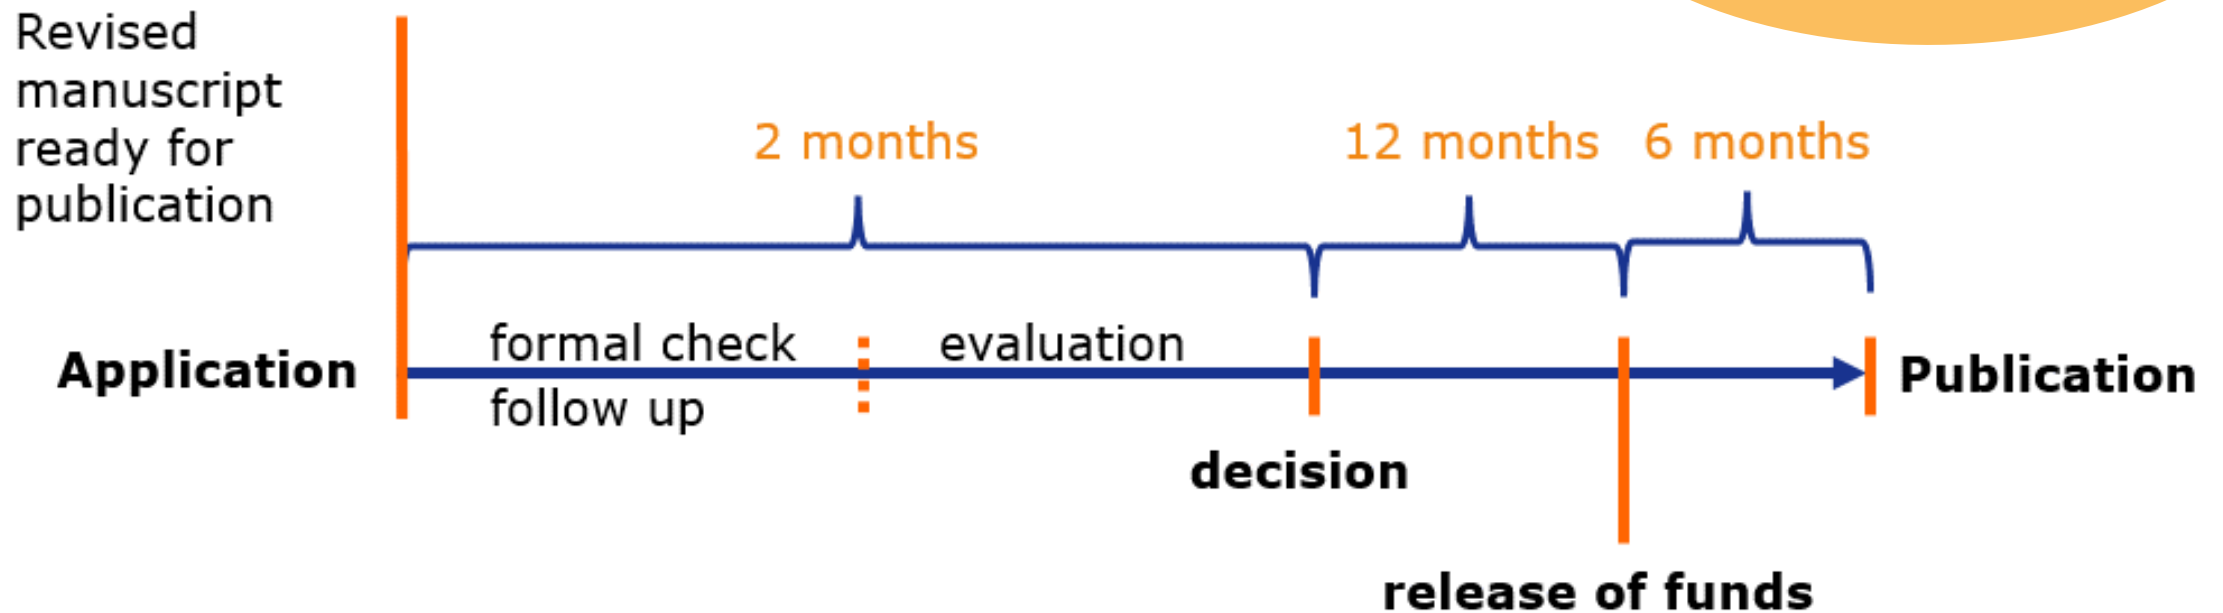 Revised
manuscript
ready for
publication
2 months
12 months
6 months
formal check
evaluation
Application
follow up
Publication
decision
release of funds